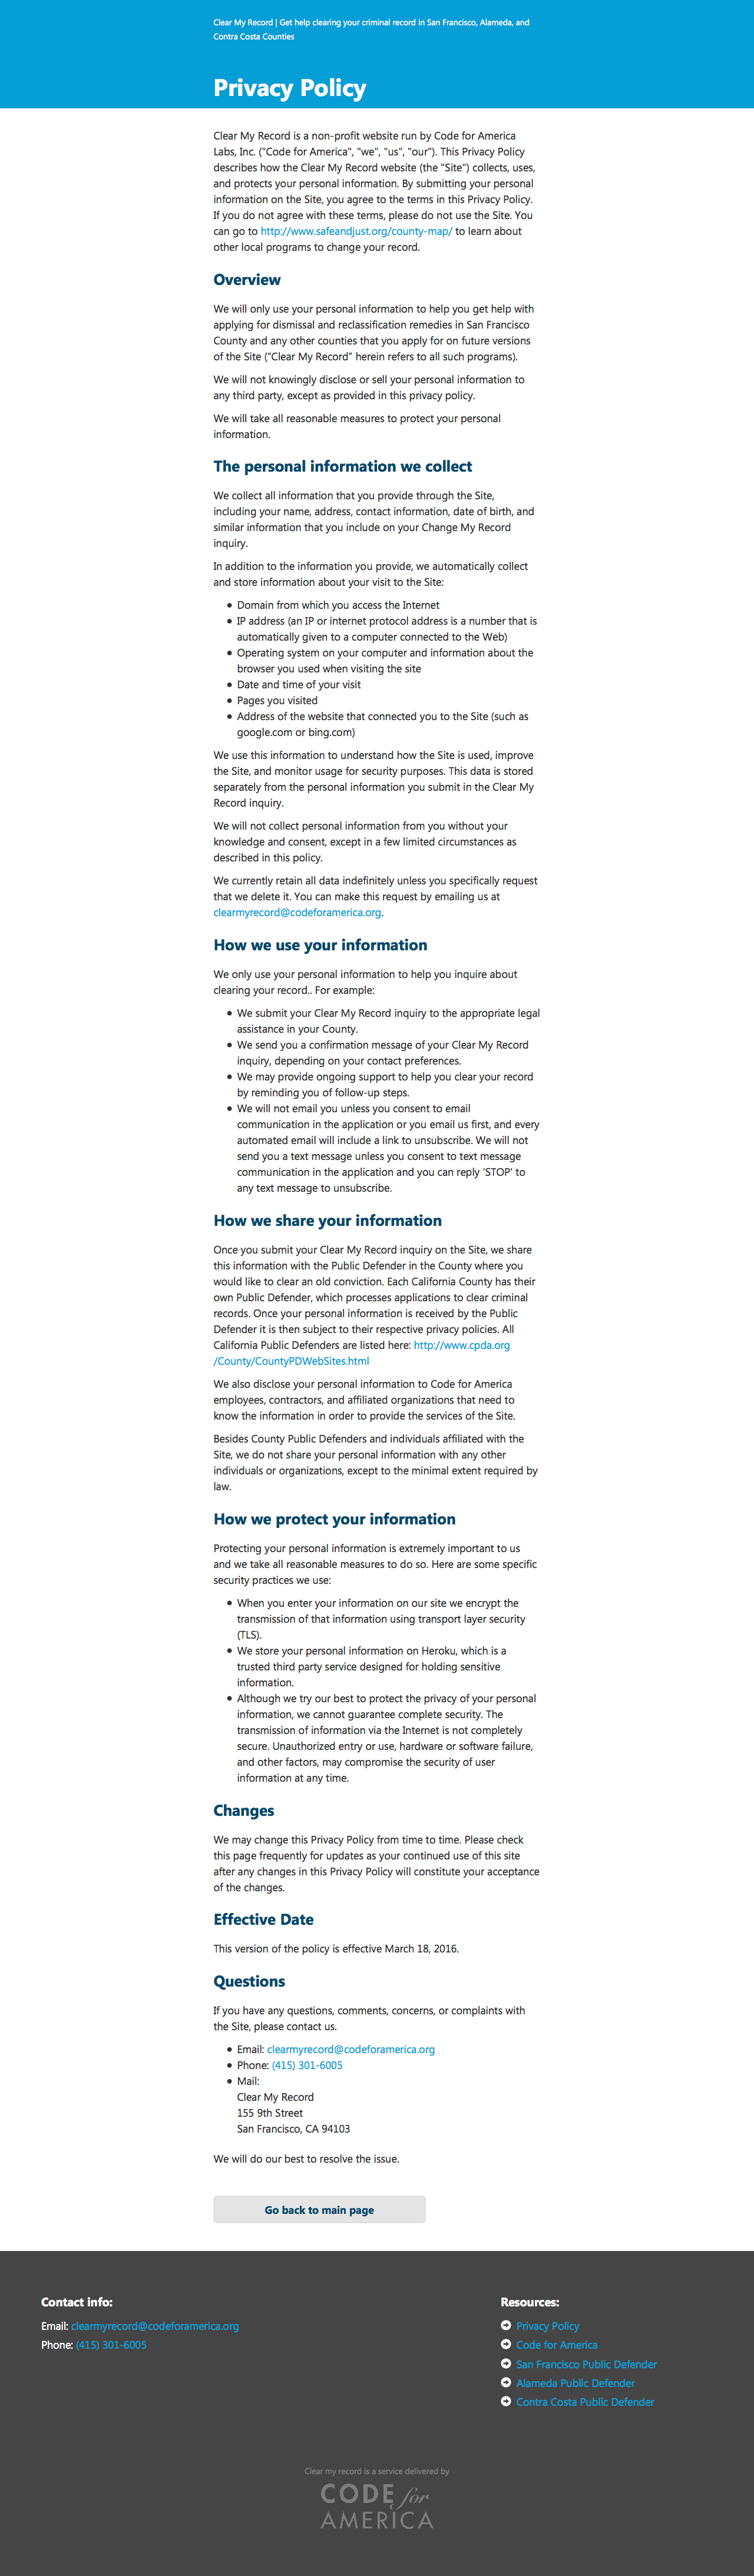 Clear My Record | Get help clearing your criminal record in San Francisco, Alameda, and
Contra Costa Counties
Privacy Policy
Clear My Record is a non-profit website run by Code for America
Labs, Inc. ("Code for America", "we", "us", "our"). This Privacy Policy
describes how the Clear My Record website (the "Site") collects, uses,
and protects your personal information. By submitting your personal
information on the Site, you agree to the terms in this Privacy Policy.
If you do not agree with these terms, please do not use the Site. You
can go to http://www.safeandjust.org/county-map/ to learn about
other local programs to change your record.
Overview
We will only use your personal information to help you get help with
applying for dismissal and reclassification remedies in San Francisco
County and any other counties that you apply for on future versions
of the Site ("Clear My Record" herein refers to all such programs).
We will not knowingly disclose or sell your personal information to
any third party, except as provided in this privacy policy.
We will take all reasonable measures to protect your personal
information.
The personal information we collect
We collect all information that you provide through the Site,
including your name, address, contact information, date of birth, and
similar information that you include on your Change My Record
inquiry.
In addition to the information you provide, we automatically collect
and store information about your visit to the Site:
• Domain from which you access the Internet
• IP address (an IP or internet protocol address is a number that is
automatically given to a computer connected to the Web)
• Operating system on your computer and information about the
browser you used when visiting the site
• Date and time of your visit
• Pages you visited
• Address of the website that connected you to the Site (such as
google.com or bing.com)
We use this information to understand how the Site is used, improve
the Site, and monitor usage for security purposes. This data is stored
separately from the personal information you submit in the Clear My
Record inquiry.
We will not collect personal information from you without your
knowledge and consent, except in a few limited circumstances as
described in this policy.
We currently retain all data indefinitely unless you specifically request
that we delete it. You can make this request by emailing us at
clearmyrecord@codeforamerica.org.
How we use your information
We only use your personal information to help you inquire about
clearing your record.. For example:
• We submit your Clear My Record inquiry to the appropriate legal
assistance in your County.
• We send you a confirmation message of your Clear My Record
inquiry, depending on your contact preferences.
• We may provide ongoing support to help you clear your record
by reminding you of follow-up steps.
• We will not email you unless you consent to email
communication in the application or you email us first, and every
automated email will include a link to unsubscribe. We will not
send you a text message unless you consent to text message
communication in the application and you can reply 'STOP' to
any text message to unsubscribe.
How we share your information
Once you submit your Clear My Record inquiry on the Site, we share
this information with the Public Defender in the County where you
would like to clear an old conviction. Each California County has their
own Public Defender, which processes applications to clear criminal
records. Once your personal information is received by the Public
Defender it is then subject to their respective privacy policies. All
California Public Defenders are listed here: http://www.cpda.org
/County/CountyPDWebSites.html
We also disclose your personal information to Code for America
employees, contractors, and affiliated organizations that need to
know the information in order to provide the services of the Site.
Besides County Public Defenders and individuals affiliated with the
Site, we do not share your personal information with any other
individuals or organizations, except to the minimal extent required by
law.
How we protect your information
Protecting your personal information is extremely important to us
and we take all reasonable measures to do so. Here are some specific
security practices we use:
• When you enter your information on our site we encrypt the
transmission of that information using transport layer security
(TLS).
• We store your personal information on Heroku, which is a
trusted third party service designed for holding sensitive
information.
• Although we try our best to protect the privacy of your personal
information, we cannot guarantee complete security. The
transmission of information via the Internet is not completely
secure. Unauthorized entry or use, hardware or software failure,
and other factors, may compromise the security of user
information at any time.
Changes
We may change this Privacy Policy from time to time. Please check
this page frequently for updates as your continued use of this site
after any changes in this Privacy Policy will constitute your acceptance
of the changes.
Effective Date
This version of the policy is effective March 18, 2016.
Questions
If you have any questions, comments, concerns, or complaints with
the Site, please contact us.
• Email: clearmyrecord@codeforamerica.org
• Phone: (415) 301-6005
• Mail:
Clear My Record
155 9th Street
San Francisco, CA 94103
We will do our best to resolve the issue.
Go back to main page
Contact info:
Email: clearmyrecord@codeforamerica.org
Phone: (415) 301-6005
Resources:
Privacy Policy
Code for America
San Francisco Public Defender
Alameda Public Defender
Contra Costa Public Defender
Clear my record is a service delivered by
CODE for
AMERICA